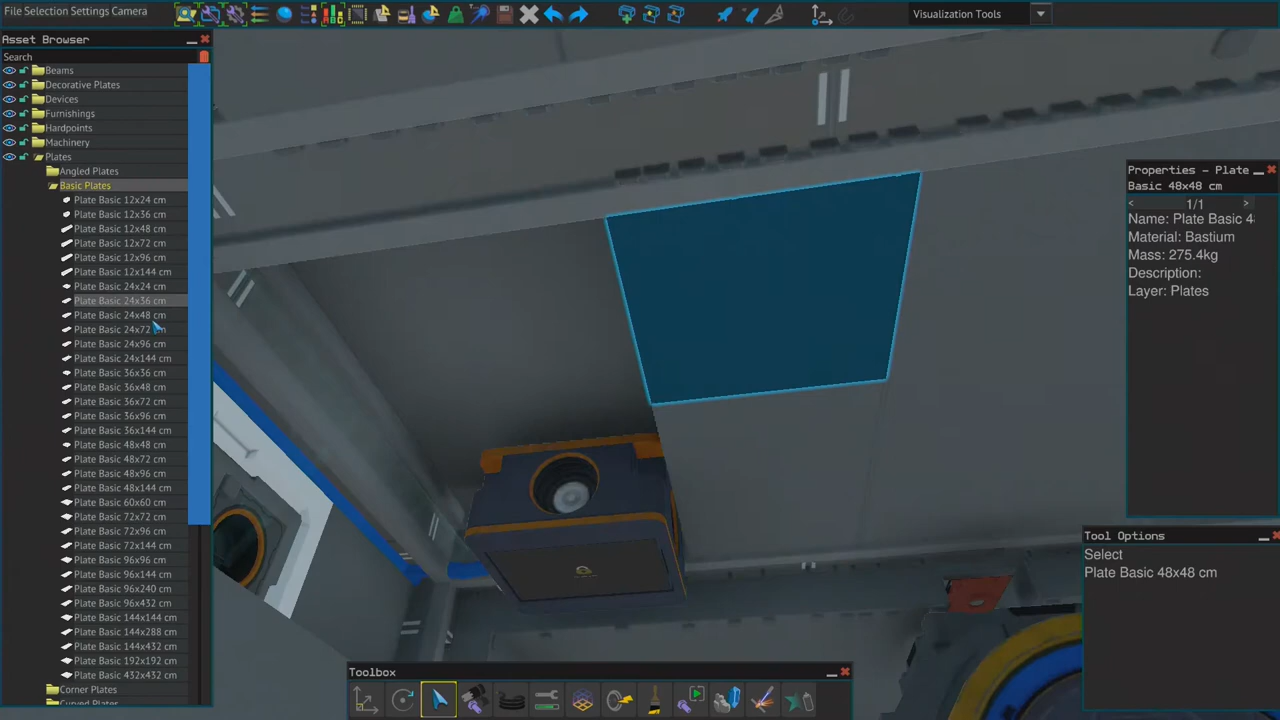 File Selection Settings Camera
Visualization Tools
Asset Browser
Search
Beams
Decorative Plates
Devices
Furnishings
Hardpoints
Machinery
Plates
Angled Plates
Basic Plates
Plate Basic 12x24 cm
Plate Basic 12x36 cm
Plate Basic 12x48 cm
Plate Basic 12x72 cm
Plate Basic 12x96 cm
Plate Basic 12x144 cm
Plate Basic 24x24 cm
Plate Basic 24x36 cm
Plate Basic 24x48 cm
Plate Basic 24x72 cm
Plate Basic 24x96 cm
Plate Basic 24x144 cm
Plate Basic 36x36 cm
Plate Basic 36x48 cm
Plate Basic 36x72 cm
Plate Basic 36x96 cm
Plate Basic 36x144 cm
Plate Basic 48x48 cm
Plate Basic 48x72 cm
Plate Basic 48x96 cm
Plate Basic 48x144 cm
Plate Basic 60x60 cm
Plate Basic 72x72 cm
Plate Basic 72x96 cm
Plate Basic 72x144 cm
Plate Basic 96x96 cm
Plate Basic 96x144 cm
Plate Basic 96x240 cm
Plate Basic 96x432 cm
Plate Basic 144x144 cm
Plate Basic 144x288 cm
Plate Basic 144x432 cm
Plate Basic 192x192 cm
Plate Basic 432x432 cm
Corner Plates
Curved Plates
Properties - Plate
Basic 48x48 cm
< 1/1 >
Name: Plate Basic 4
Material: Bastium
Mass: 275.4kg
Description:
Layer: Plates
Tool Options
Select
Plate Basic 48x48 cm
Toolbox